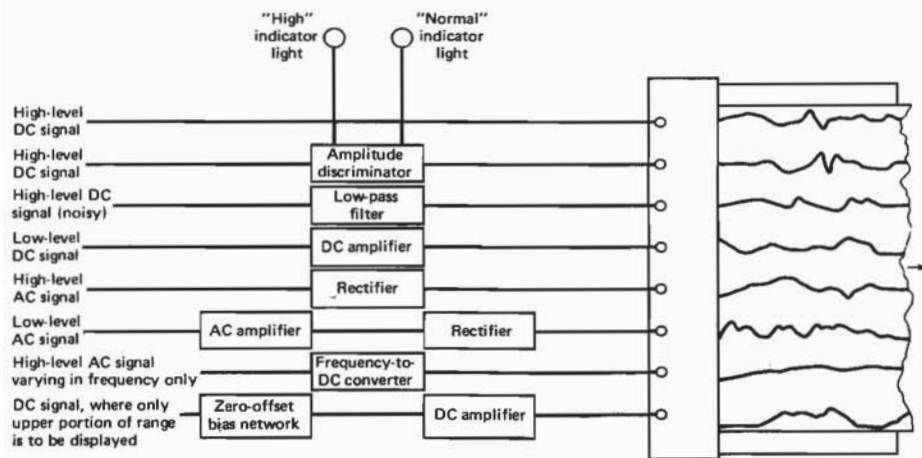 "High"
indicator
light
"Normal"
indicator
light
High-level
DC signal
High-level
DC signal
Amplitude
discriminator
High-level DC
signal (noisy)
Low-pass
filter
Low-level
DC signal
DC amplifier
High-level
AC signal
Rectifier
Low-level
AC signal
AC amplifier
Rectifier
High-level AC signal
varying in frequency only
Frequency-to-
DC converter
DC signal, where only
upper portion of range
is to be displayed
Zero-offset
bias network
DC amplifier